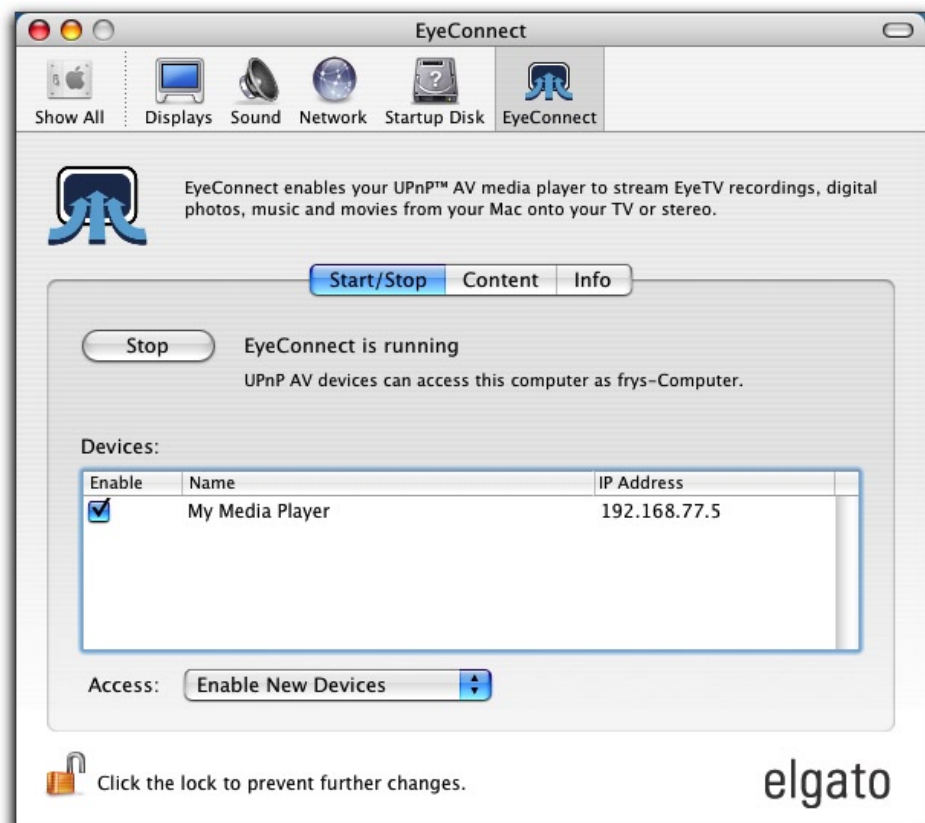 EyeConnect
Show All Displays Sound Network Startup Disk EyeConnect
EyeConnect enables your UPnP™ AV media player to stream EyeTV recordings, digital
photos, music and movies from your Mac onto your TV or stereo.
Start/Stop Content Info
Stop EyeConnect is running
UPnP AV devices can access this computer as frys-Computer.
Devices:
Enable Name IP Address
My Media Player 192.168.77.5
Access: Enable New Devices
Click the lock to prevent further changes.
elgato